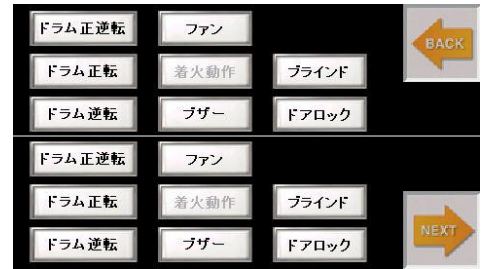 ドラム正逆転 ファン
BACK
ドラム正転 着火動作 ブラインド
ドラム逆転 ブザー ドアロック
ドラム正逆転 ファン
ドラム正転 着火動作 ブラインド
NEXT
ドラム逆転 ブザー ドアロック